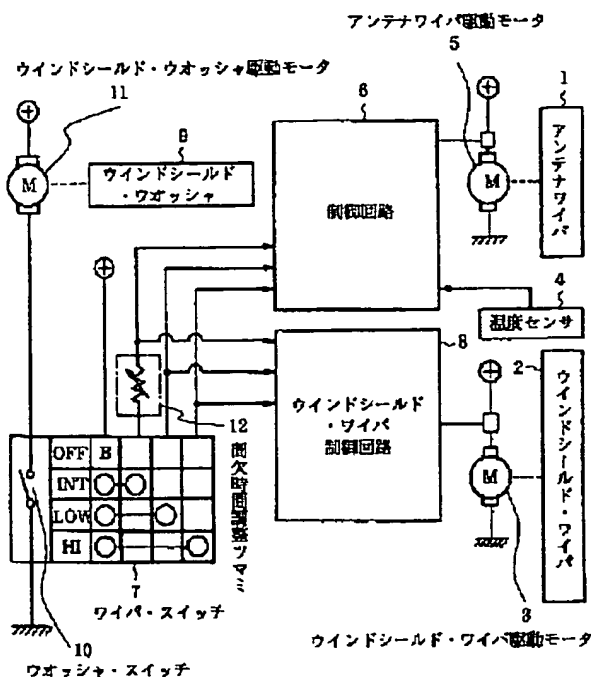 アンテナワイパ駆動モータ
5
ウインドシールド・ウオッシャ駆動モータ
11
6
1
M
9
ウインドシールド
・ウオッシャ
制御回路
M
アンテナワイパ
4
温度センサ
8
2
12
ウインドシールド
・ワイパ
制御回路
M
ウインドシールド・ワイパ
OFF B
INT
LOW
HI
間欠時間調整ツマミ
7
ワイパ・スイッチ
3
10
ウインドシールド・ワイパ駆動モータ
ウオッシャ・スイッチ